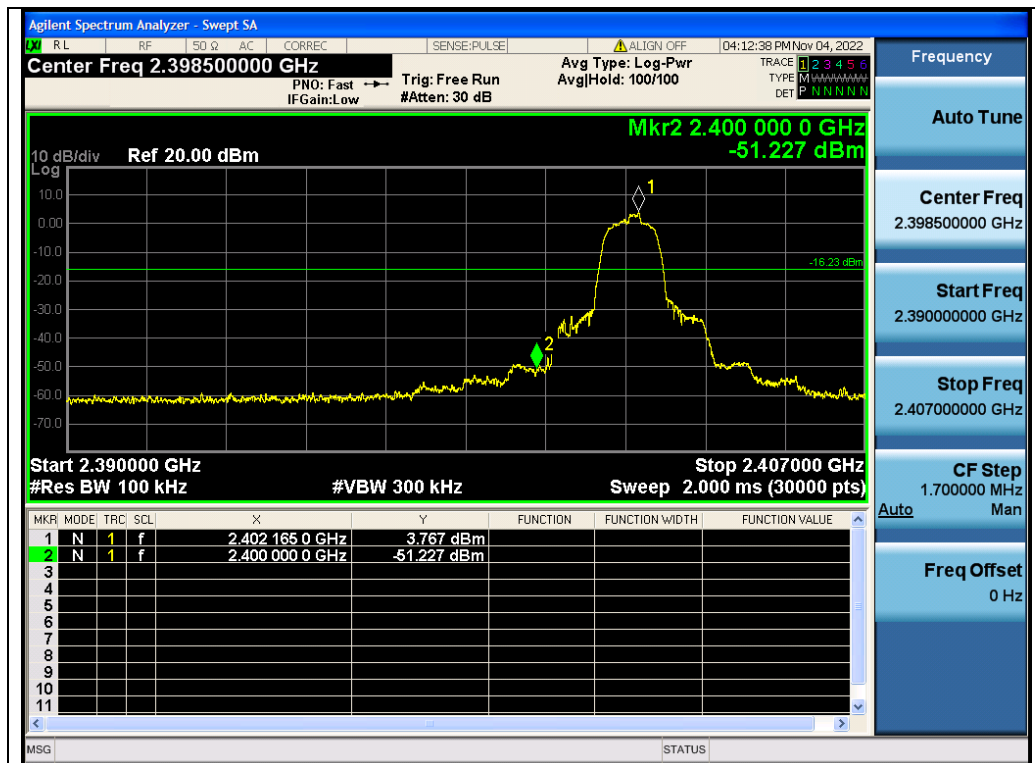 Agilent Spectrum Analyzer - Swept SA
LXI RL RF 50 Ω AC CORREC SENSE:PULSE ALIGN OFF 04:12:38 PM Nov 04, 2022
Center Freq 2.398500000 GHz
PNO: Fast
IFGain:Low
Trig: Free Run
#Atten: 30 dB
Avg Type: Log-Pwr
Avg|Hold: 100/100
TRACE 1 2 3 4 5 6
TYPE M
DET P N N N N N
Mkr2 2.400 000 0 GHz
-51.227 dBm
10 dB/div Ref 20.00 dBm
Log
1
10.0
0.00
-10.0
-16.23 dBm
-20.0
-30.0
-40.0
2
-50.0
-60.0
-70.0
Start 2.390000 GHz Stop 2.407000 GHz
#Res BW 100 kHz #VBW 300 kHz Sweep 2.000 ms (30000 pts)
MKR MODE TRC SCL X Y FUNCTION FUNCTION WIDTH FUNCTION VALUE
1 N 1 f 2.402 165 0 GHz 3.767 dBm
2 N 1 f 2.400 000 0 GHz -51.227 dBm
3
4
5
6
7
8
9
10
11
MSG STATUS
Frequency
Auto Tune
Center Freq
2.398500000 GHz
Start Freq
2.390000000 GHz
Stop Freq
2.407000000 GHz
CF Step
1.700000 MHz
Auto Man
Freq Offset
0 Hz